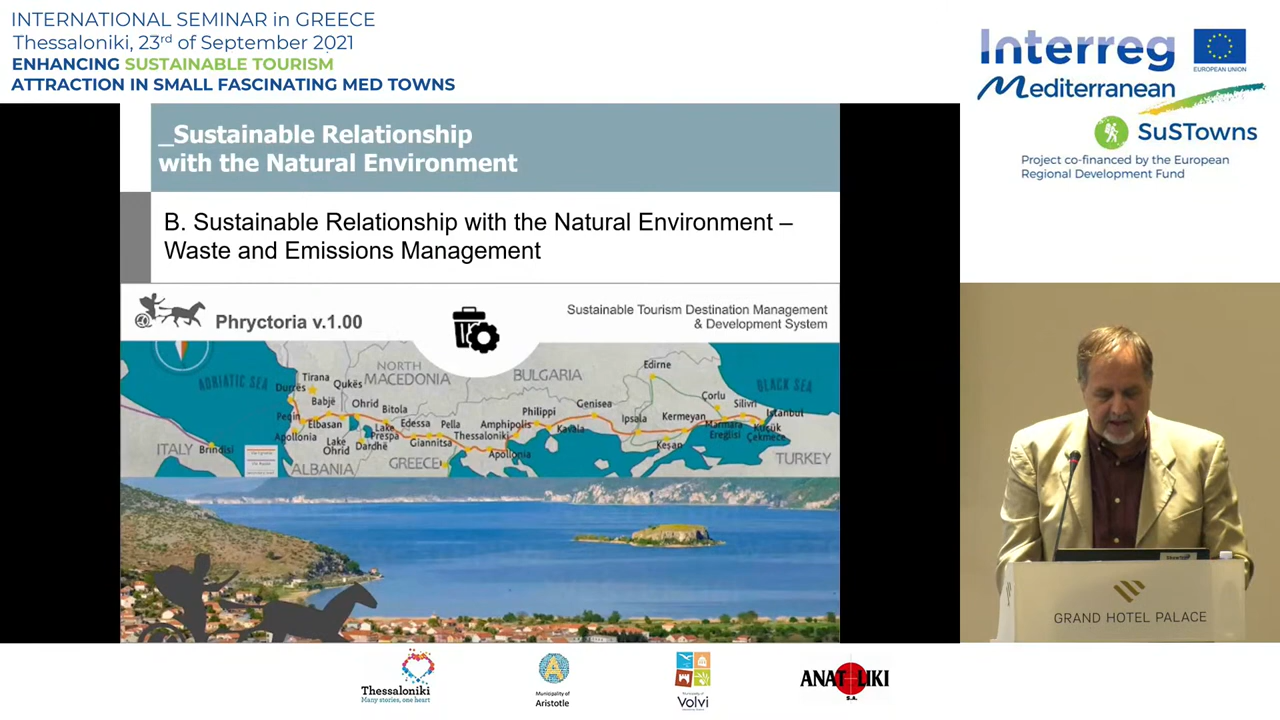 INTERNATIONAL SEMINAR in GREECE
Thessaloniki, 23rd of September 2021
ENHANCING SUSTAINABLE TOURISM
ATTRACTION IN SMALL FASCINATING MED TOWNS
Interreg
EUROPEAN UNION
Mediterranean
SuSTowns
Project co-financed by the European
Regional Development Fund
_Sustainable Relationship
with the Natural Environment
B. Sustainable Relationship with the Natural Environment –
Waste and Emissions Management
Phryctoria v.1.00
Sustainable Tourism Destination Management
& Development System
ADRIATIC SEA
NORTH
MACEDONIA
BULGARIA
BLACK SEA
ITALY
ALBANIA
GREECE
TURKEY
Brindisi
Durrës
Tirana
Qukës
Peqin
Babjë
Elbasan
Apollonia
Ohrid
Lake
Ohrid
Bitola
Lake
Prespa
Dardhë
Edessa
Giannitsa
Pella
Thessaloniki
Apollonia
Amphipolis
Philippi
Kavala
Genisea
Ipsala
Edirne
Keşan
Kermeyan
Çorlu
Marmara
Ereğlisi
Silivri
Istanbul
Küçük
Çekmece
GRAND HOTEL PALACE
Thessaloniki
Many stories, one heart
Municipality of
Aristotle
Municipality of
Volvi
ANATOLIKI
S.A.